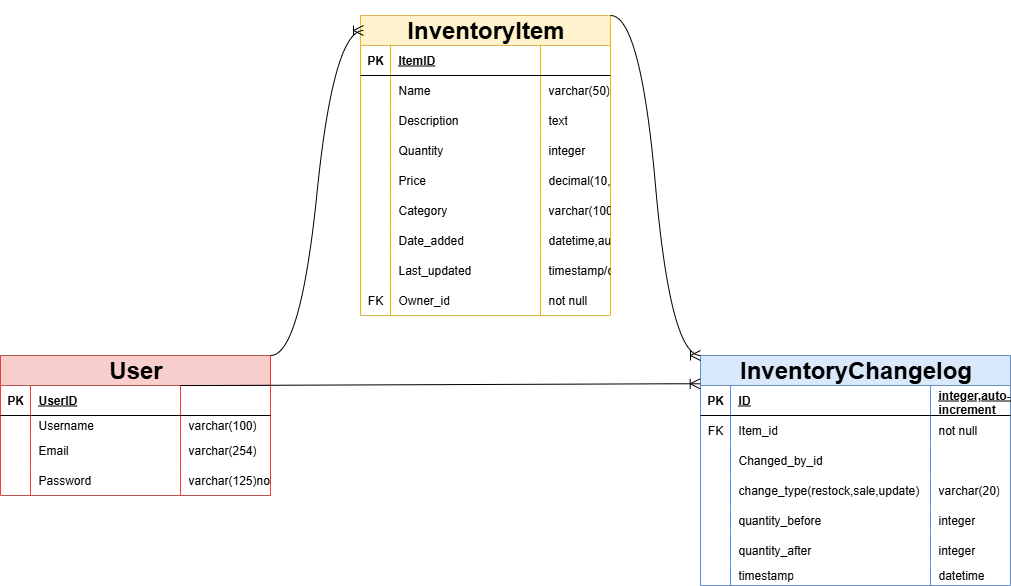 InventoryItem
PK ItemID
Name varchar(50)
Description text
Quantity integer
Price decimal(10,
Category varchar(100
Date_added datetime,au
Last_updated timestamp/
FK Owner_id not null
User
PK UserID
Username varchar(100)
Email varchar(254)
Password varchar(125)no
InventoryChangelog
PK ID integer,auto-
increment
FK Item_id not null
Changed_by_id
change_type(restock,sale,update) varchar(20)
quantity_before integer
quantity_after integer
timestamp datetime